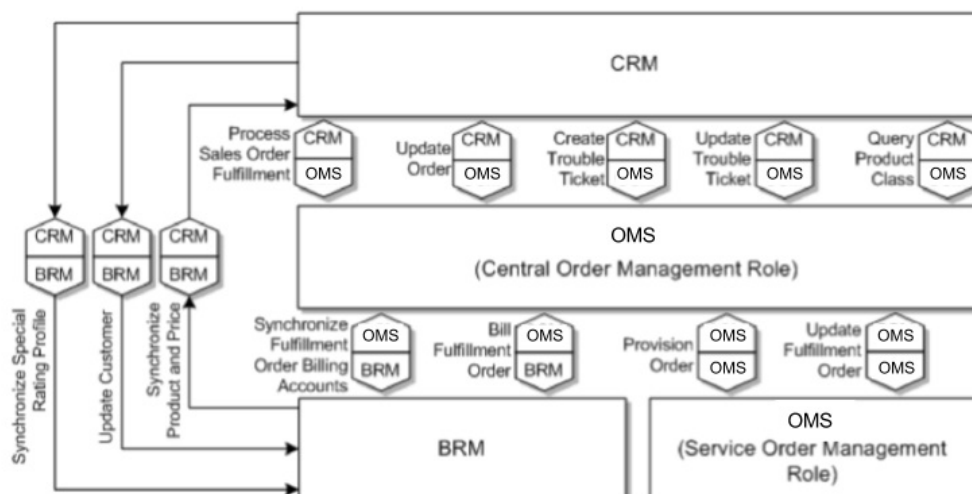 CRM
Process
Sales Order
Fulfillment
CRM
OMS
Update
Order
CRM
OMS
Create
Trouble
Ticket
CRM
OMS
Update
Trouble
Ticket
CRM
OMS
Query
Product
Class
CRM
OMS
CRM
BRM
CRM
BRM
CRM
BRM
OMS
(Central Order Management Role)
Synchronize Special
Rating Profile
Update Customer
Synchronize
Product and Price
Synchronize
Fulfillment
Order Billing
Accounts
OMS
BRM
Bill
Fulfillment
Order
OMS
BRM
Provision
Order
OMS
OMS
Update
Fulfillment
Order
OMS
OMS
BRM
OMS
(Service Order Management
Role)